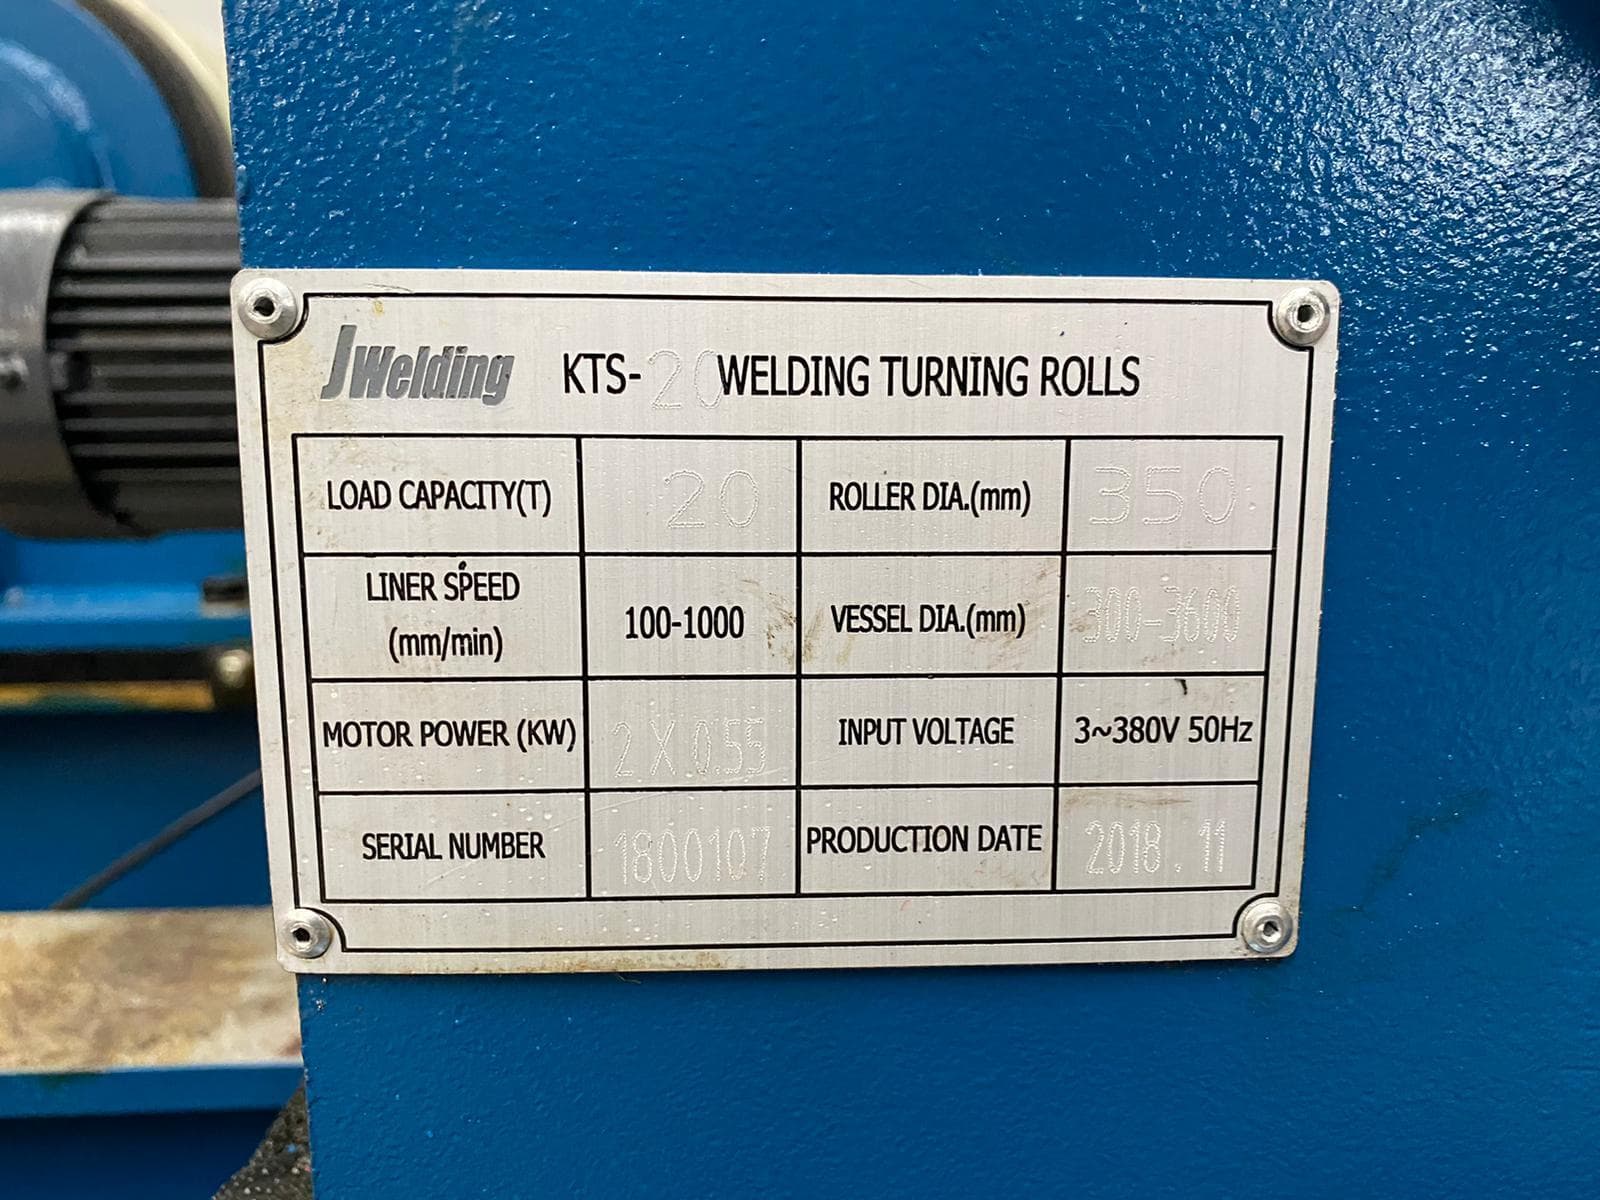 JWelding KTS-20 WELDING TURNING ROLLS
LOAD CAPACITY(T) 20 ROLLER DIA.(mm) 350
LINER SPEED
(mm/min) 100-1000 VESSEL DIA.(mm) 300-3600
MOTOR POWER (KW) 2 X 0.55 INPUT VOLTAGE 3~380V 50Hz
SERIAL NUMBER 1800107 PRODUCTION DATE 2018.11